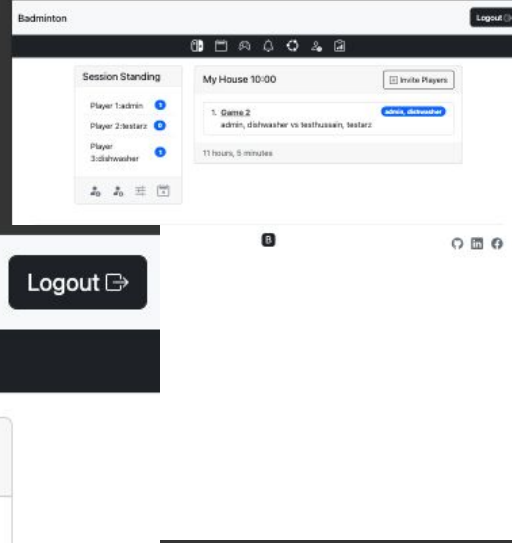 Badminton
Logout
Session Standing
Player 1:admin
Player 2:testarz
Player
3:dishwasher
My House 10:00
Invite Players
1. Game 2
admin, dishwasher
admin, dishwasher vs testhussain, testarz
11 hours, 5 minutes
B
Logout